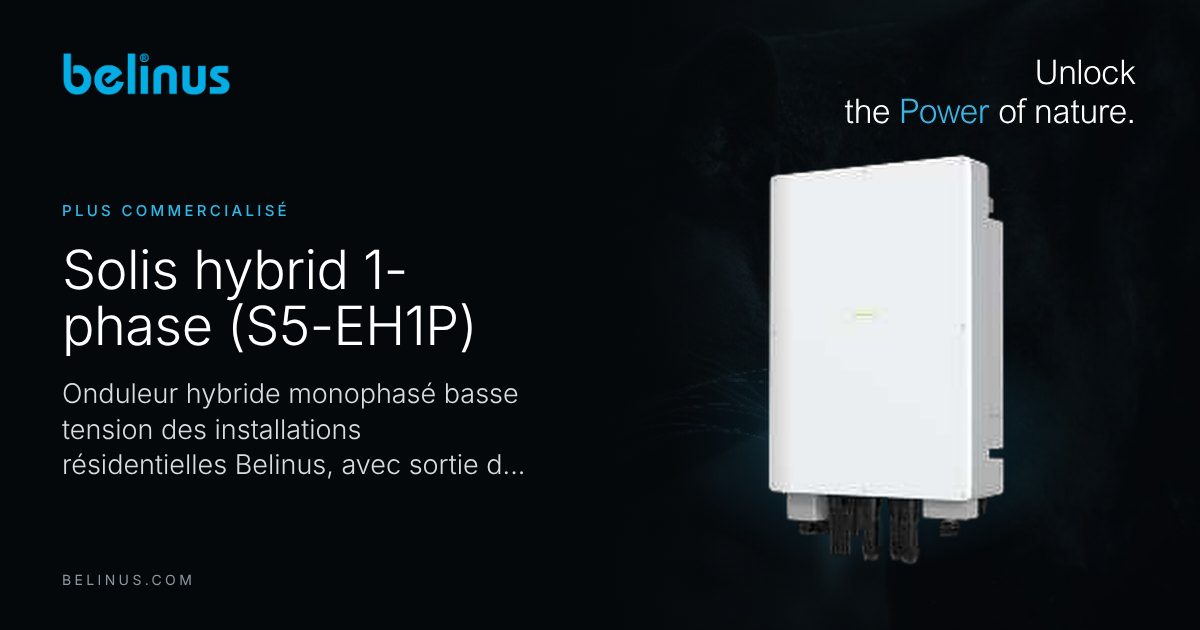 belinus®
Unlock
the Power of nature.
PLUS COMMERCIALISÉ
Solis hybrid 1-
phase (S5-EH1P)
Onduleur hybride monophasé basse
tension des installations
résidentielles Belinus, avec sortie d...
BELINUS.COM